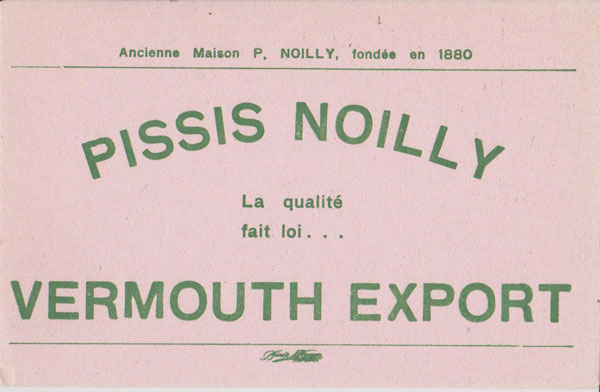 Ancienne Maison P. NOILLY, fondée en 1880
PISSIS NOILLY
La qualité
fait loi...
VERMOUTH EXPORT